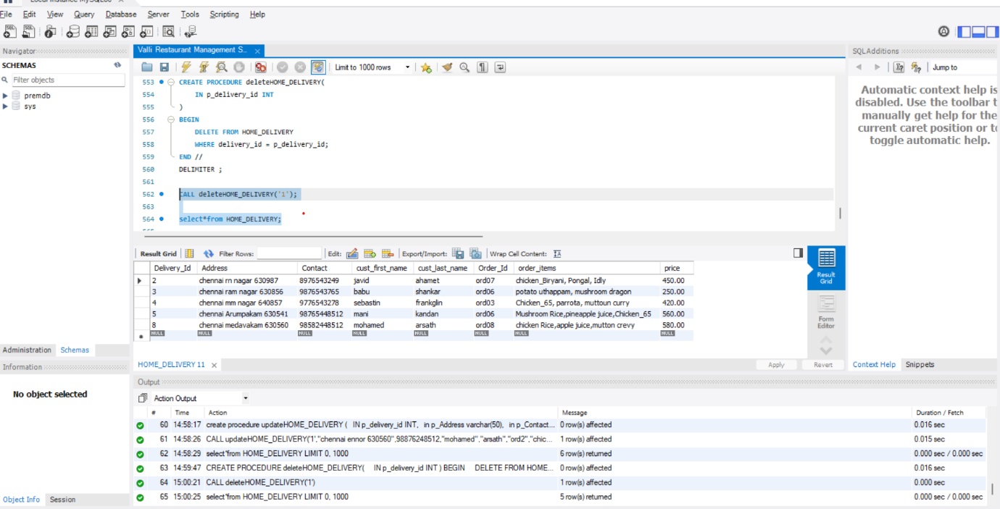 File Edit View Query Database Server Tools Scripting Help
Navigator
SCHEMAS
Filter objects
premdb
sys
Administration Schemas
Information
No object selected
Object Info Session
Valli Restaurant Management S...
Limit to 1000 rows
553 CREATE PROCEDURE deleteHOME_DELIVERY(
554 IN p_delivery_id INT
555 )
556 BEGIN
557 DELETE FROM HOME_DELIVERY
558 WHERE delivery_id = p_delivery_id;
559 END //
560 DELIMITER ;
561
562 CALL deleteHOME_DELIVERY('1');
563
564 select*from HOME_DELIVERY;
Result Grid Filter Rows: Edit: Export/Import: Wrap Cell Content:
Delivery_Id Address Contact cust_first_name cust_last_name Order_Id order_items price
2 chennai rn nagar 630987 8976543249 javid ahamet ord07 chicken_Biryani, Pongal, Idly 450.00
3 chennai ram nagar 630856 9876543765 babu shankar ord06 potato uthappam, mushroom dragon 250.00
4 chennai mm nagar 640857 9776543278 sebastin frankglin ord03 Chicken_65, parrota, muttoun curry 420.00
5 chennai Arumpakam 630541 98765448512 mani kandan ord06 Mushroom Rice,pineapple juice,Chicken_65 560.00
8 chennai medavakam 630560 98582448512 mohamed arsath ord08 chicken Rice,apple juice,mutton crevy 580.00
NULL NULL NULL NULL NULL NULL NULL NULL
Result Grid
Form Editor
HOME_DELIVERY 11
Apply Revert
Output
Action Output
# Time Action Message Duration / Fetch
60 14:58:17 create procedure updateHOME_DELIVERY ( IN p_delivery_id INT, in p_Address varchar(50), in p_Contact... 0 row(s) affected 0.016 sec
61 14:58:26 CALL updateHOME_DELIVERY('1',"chennai ennor 630560",98876248512,"mohamed","arsath","ord2","chic... 1 row(s) affected 0.015 sec
62 14:58:29 select*from HOME_DELIVERY LIMIT 0, 1000 6 row(s) returned 0.000 sec / 0.000 sec
63 14:59:47 CREATE PROCEDURE deleteHOME_DELIVERY( IN p_delivery_id INT ) BEGIN DELETE FROM HOME... 0 row(s) affected 0.016 sec
64 15:00:21 CALL deleteHOME_DELIVERY('1') 1 row(s) affected 0.000 sec
65 15:00:25 select*from HOME_DELIVERY LIMIT 0, 1000 5 row(s) returned 0.000 sec / 0.000 sec
SQLAdditions
Jump to
Automatic context help is
disabled. Use the toolbar t
manually get help for the
current caret position or to
toggle automatic help.
Context Help Snippets